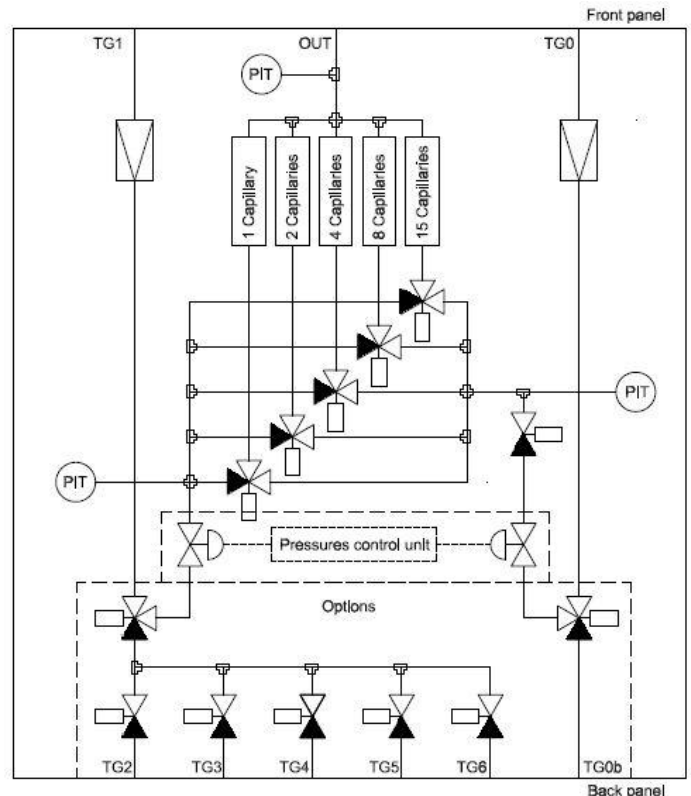 Front panel
TG1
OUT
TG0
PIT
1 Capillary
2 Capillaries
4 Capillaries
8 Capillaries
15 Capillaries
PIT
PIT
Pressures control unit
Options
TG2
TG3
TG4
TG5
TG6
TG0b
Back panel